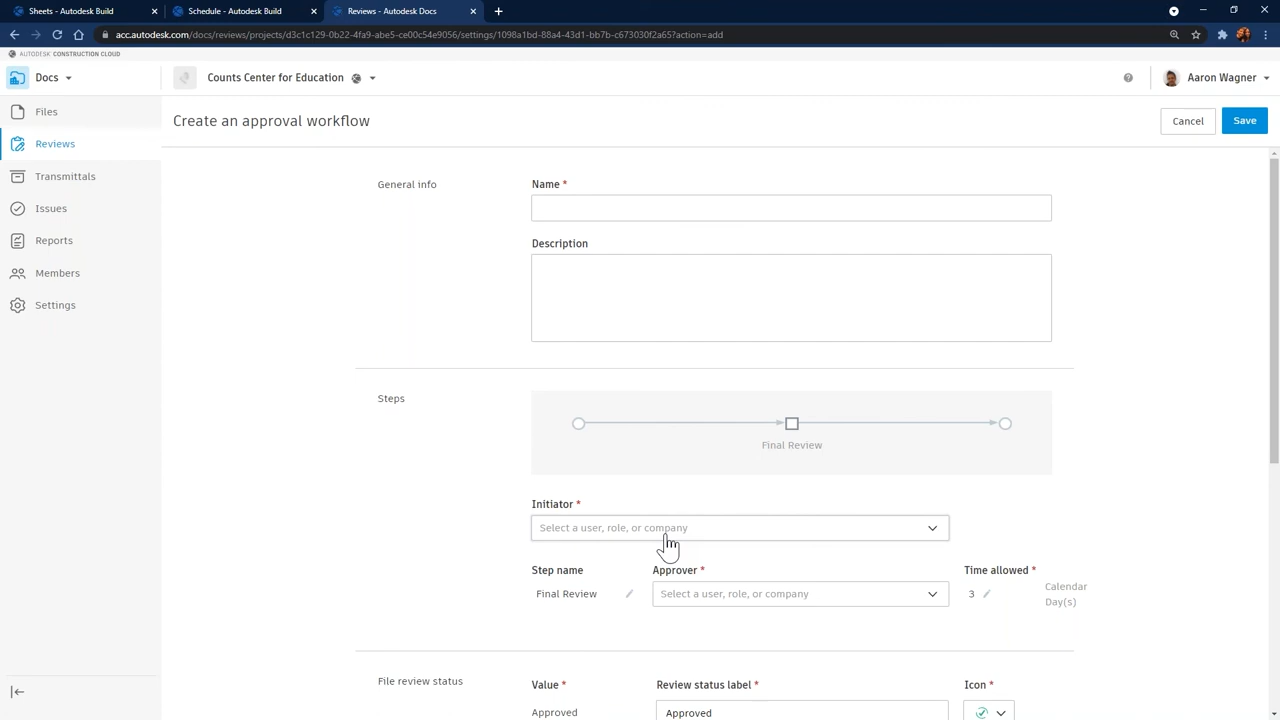 Sheets - Autodesk Build
Schedule - Autodesk Build
Reviews - Autodesk Docs
acc.autodesk.com/docs/reviews/projects/d3c1c129-0b22-4fa9-abe5-ce00c54e9056/settings/1098a1bd-88a4-43d1-bb7b-c673030f2a65?action=add
AUTODESK CONSTRUCTION CLOUD
Docs
Counts Center for Education
Aaron Wagner
Files
Reviews
Transmittals
Issues
Reports
Members
Settings
Create an approval workflow
Cancel
Save
General info
Name *
Description
Steps
Final Review
Initiator *
Select a user, role, or company
Step name
Approver *
Time allowed *
Final Review
Select a user, role, or company
3
Calendar
Day(s)
File review status
Value *
Review status label *
Icon *
Approved
Approved